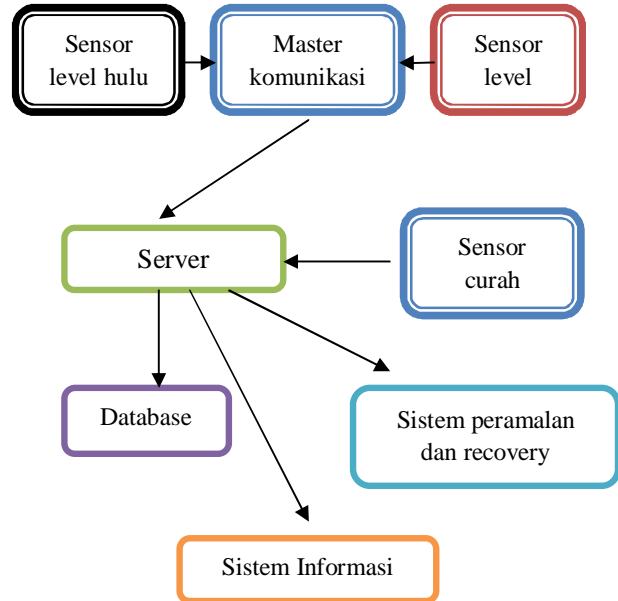 Sensor
level hulu
Master
komunikasi
Sensor
level
Server
Sensor
curah
Database
Sistem peramalan
dan recovery
Sistem Informasi